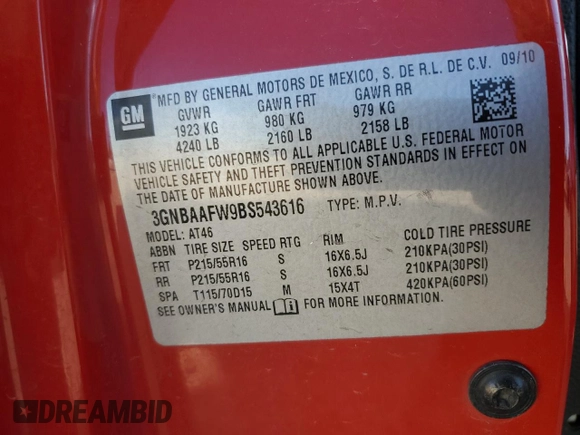 GM
MFD BY GENERAL MOTORS DE MEXICO, S. DE R.L. DE C.V. 09/10
GVWR GAWR FRT GAWR RR
1923 KG 980 KG 979 KG
4240 LB 2160 LB 2158 LB
THIS VEHICLE CONFORMS TO ALL APPLICABLE U.S. FEDERAL MOTOR
VEHICLE SAFETY AND THEFT PREVENTION STANDARDS IN EFFECT ON
THE DATE OF MANUFACTURE SHOWN ABOVE.
3GNBAAFW9BS543616 TYPE: M.P.V.
MODEL: AT46
ABBN TIRE SIZE SPEED RTG RIM COLD TIRE PRESSURE
FRT P215/55R16 S 16X6.5J 210KPA(30PSI)
RR P215/55R16 S 16X6.5J 210KPA(30PSI)
SPA T115/70D15 M 15X4T 420KPA(60PSI)
SEE OWNER'S MANUAL FOR MORE INFORMATION.
DREAMBID